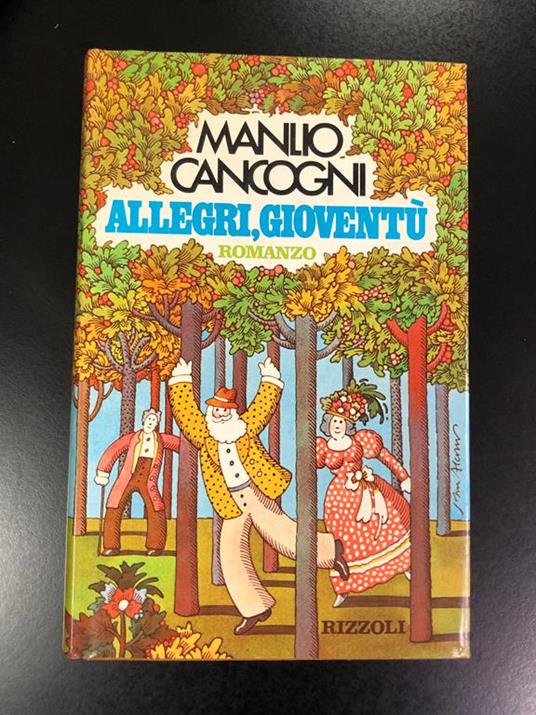 MANLIO
CANCOGNI
ALLEGRI, GIOVENTÙ
ROMANZO
RIZZOLI